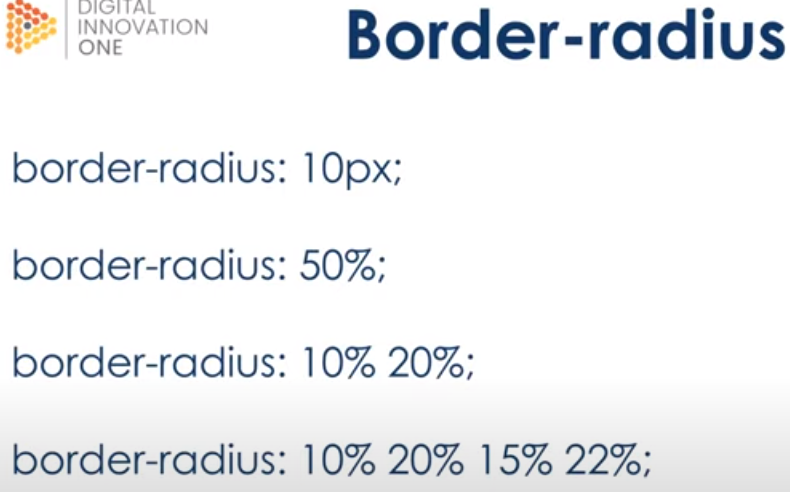 DIGITAL
INNOVATION
ONE
Border-radius
border-radius: 10px;
border-radius: 50%;
border-radius: 10% 20%;
border-radius: 10% 20% 15% 22%;